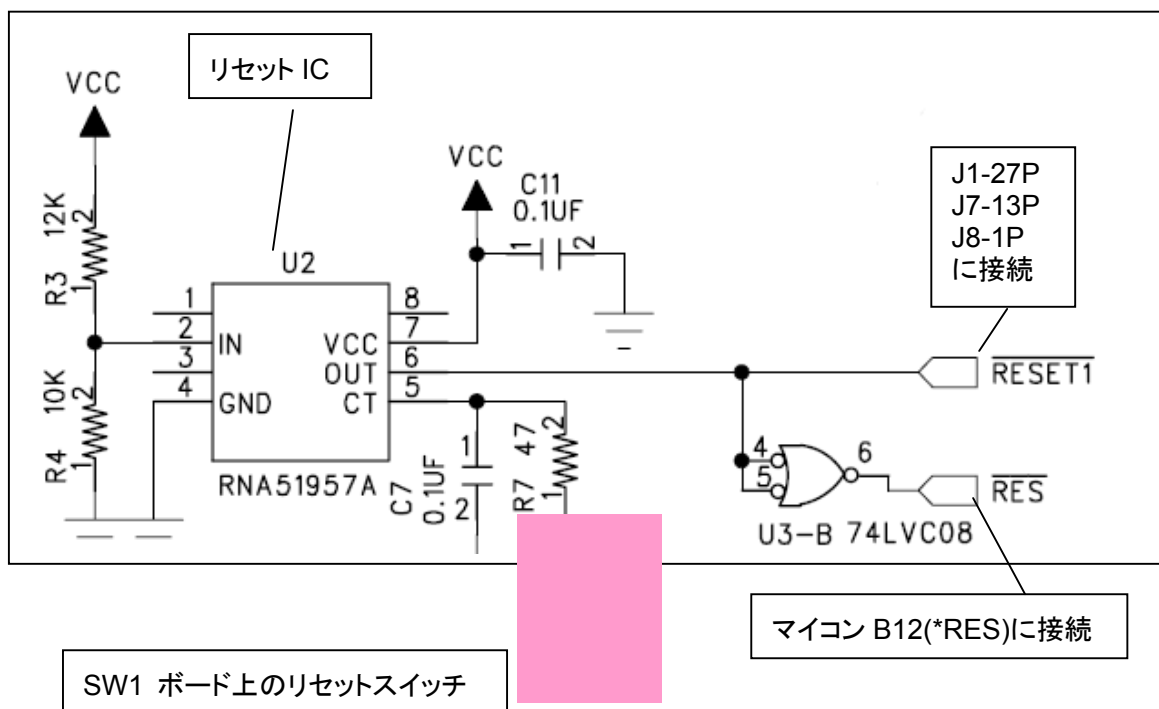 リセット IC
VCC
12K
2
1
R3
10K
2
1
R4
U2
1
2
3
4
IN
GND
VCC
OUT
CT
8
7
6
5
RNA51957A
VCC
C11
0.1UF
1
2
1
2
C7
0.1UF
R7
47
2
1
J1-27P
J7-13P
J8-1P
に接続
RESET1
4
5
6
RES
U3-B 74LVC08
マイコン B12(*RES)に接続
SW1 ボード上のリセットスイッチ